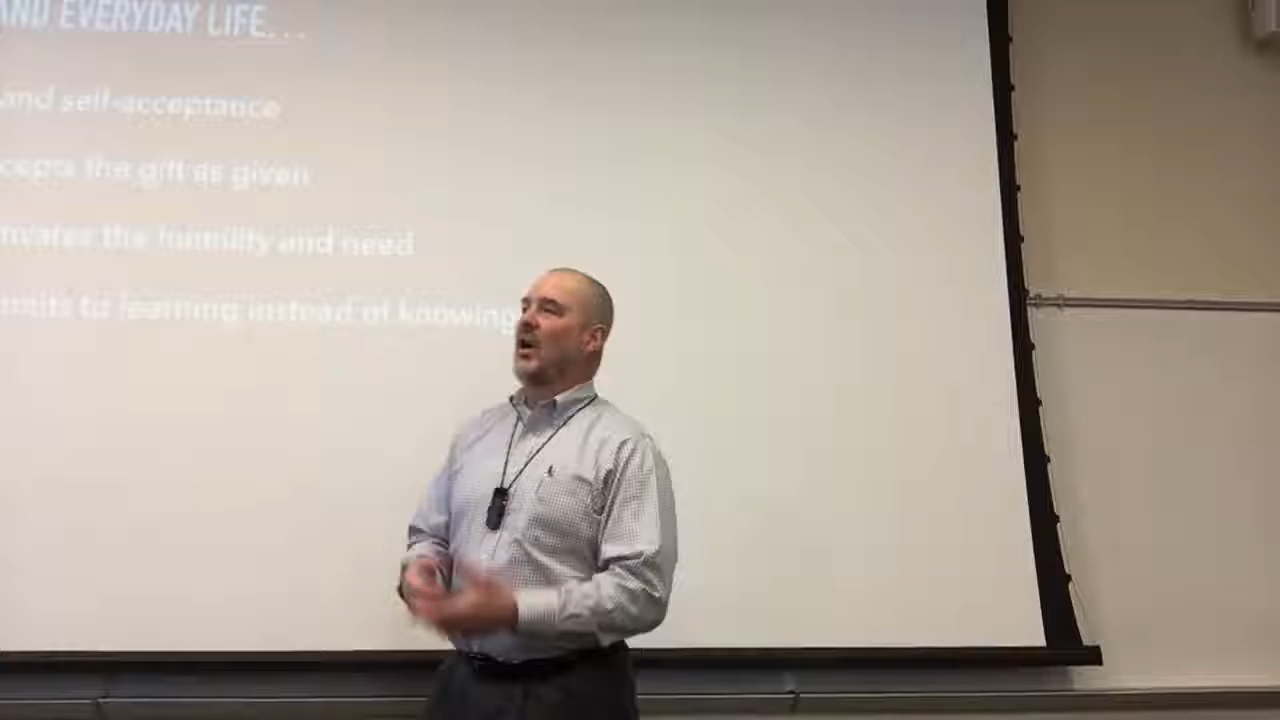 AND EVERYDAY LIFE...
and self-acceptance
cepts the gift as given
the humility and need
to learning instead of knowing